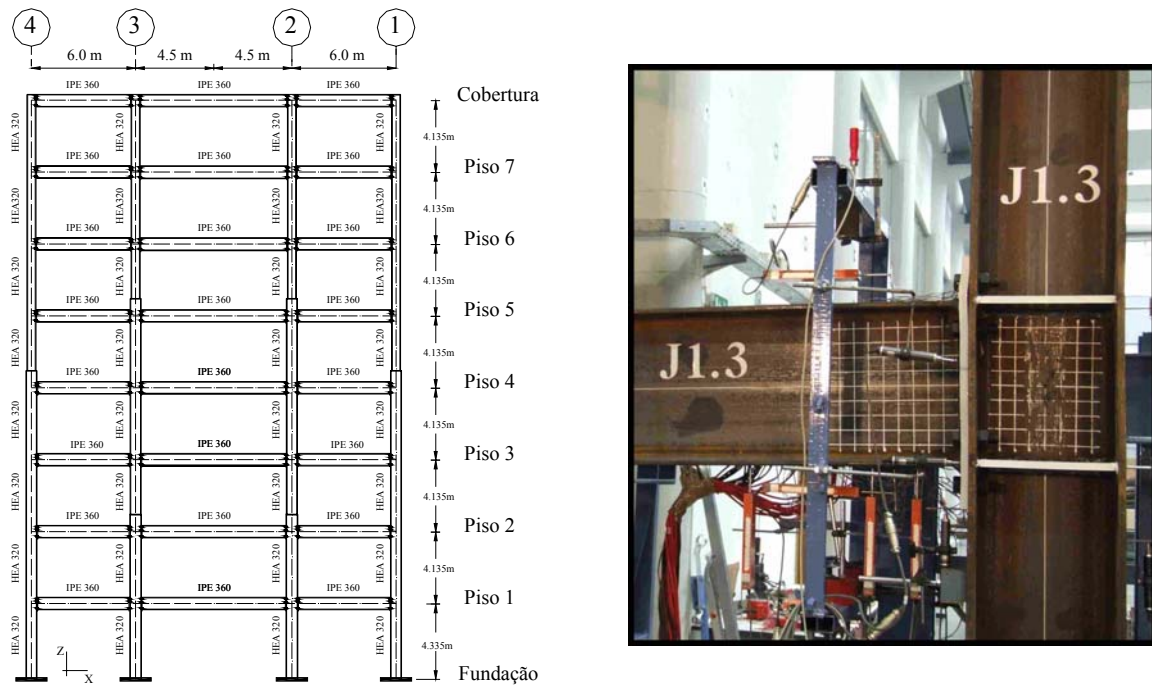 4 3 2 1
6.0 m 4.5 m 4.5 m 6.0 m
IPE 360 IPE 360 IPE 360
Cobertura
HEA 320 HEA 320 HEA 320 HEA 320 4.135m
IPE 360 IPE 360 IPE 360
Piso 7
HEA320 HEA320 HEA 320 HEA 320 4.135m
IPE 360 IPE 360 IPE 360
Piso 6
HEA 320 HEA 320 HEA 320 HEA 320 4.135m
IPE 360 IPE 360 IPE 360
Piso 5
HEA 320 HEA 320 HEA 320 HEA 320 4.135m
IPE 360 IPE 360 IPE 360
Piso 4
HEA 320 HEA 320 HEA 320 HEA 320 4.135m
IPE 360 IPE 360 IPE 360
Piso 3
HEA 320 HEA 320 HEA 320 HEA 320 4.135m
IPE 360 IPE 360 IPE 360
Piso 2
HEA 320 HEA 320 HEA 320 HEA 320 4.135m
IPE 360 IPE 360 IPE 360
Piso 1
HEA 320 HEA 320 HEA 320 HEA 320 4.335m
Z
X
Fundação
J1.3
J1.3